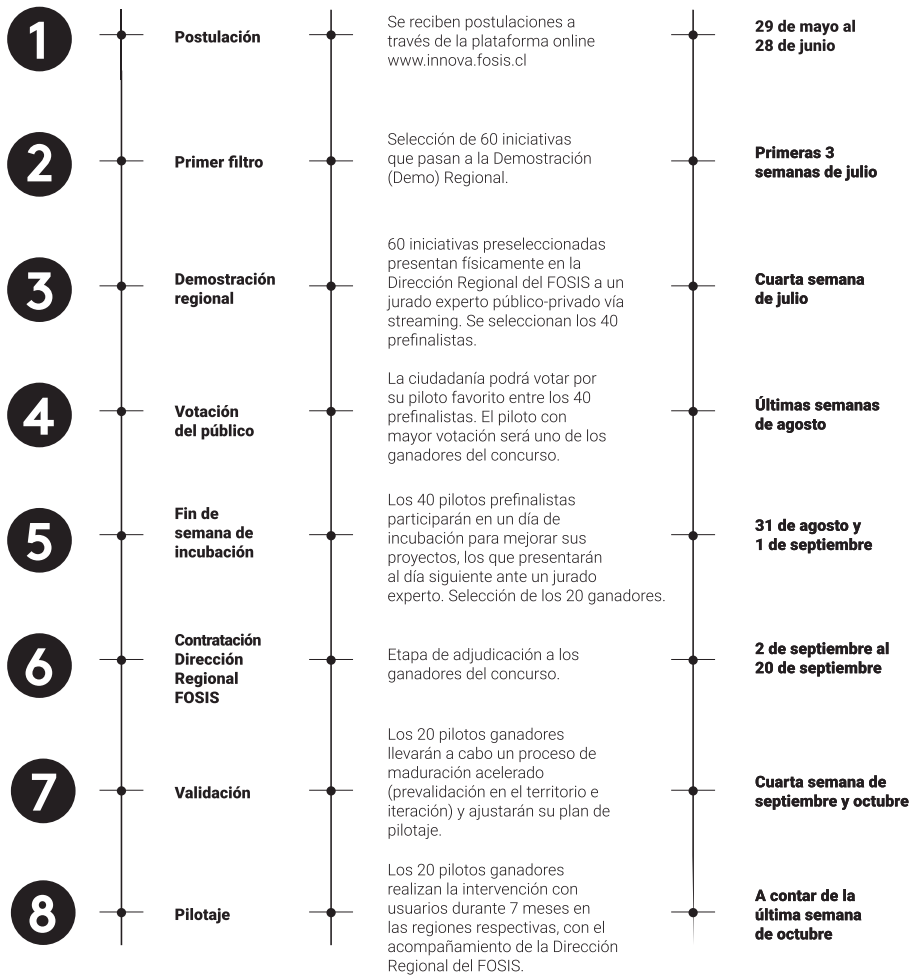 1
Postulación
Se reciben postulaciones a
través de la plataforma online
www.innova.fosis.cl
29 de mayo al
28 de junio
2
Primer filtro
Selección de 60 iniciativas
que pasan a la Demostración
(Demo) Regional.
Primeras 3
semanas de julio
3
Demostración
regional
60 iniciativas preseleccionadas
presentan físicamente en la
Dirección Regional del FOSIS a un
jurado experto público-privado vía
streaming. Se seleccionan los 40
prefinalistas.
Cuarta semana
de julio
4
Votación
del público
La ciudadanía podrá votar por
su piloto favorito entre los 40
prefinalistas. El piloto con
mayor votación será uno de los
ganadores del concurso.
Últimas semanas
de agosto
5
Fin de
semana de
incubación
Los 40 pilotos prefinalistas
participarán en un día de
incubación para mejorar sus
proyectos, los que presentarán
al día siguiente ante un jurado
experto. Selección de los 20 ganadores.
31 de agosto y
1 de septiembre
6
Contratación
Dirección
Regional
FOSIS
Etapa de adjudicación a los
ganadores del concurso.
2 de septiembre al
20 de septiembre
7
Validación
Los 20 pilotos ganadores
llevarán a cabo un proceso de
maduración acelerado
(prevalidación en el territorio e
iteración) y ajustarán su plan de
pilotaje.
Cuarta semana de
septiembre y octubre
8
Pilotaje
Los 20 pilotos ganadores
realizan la intervención con
usuarios durante 7 meses en
las regiones respectivas, con el
acompañamiento de la Dirección
Regional del FOSIS.
A contar de la
última semana
de octubre